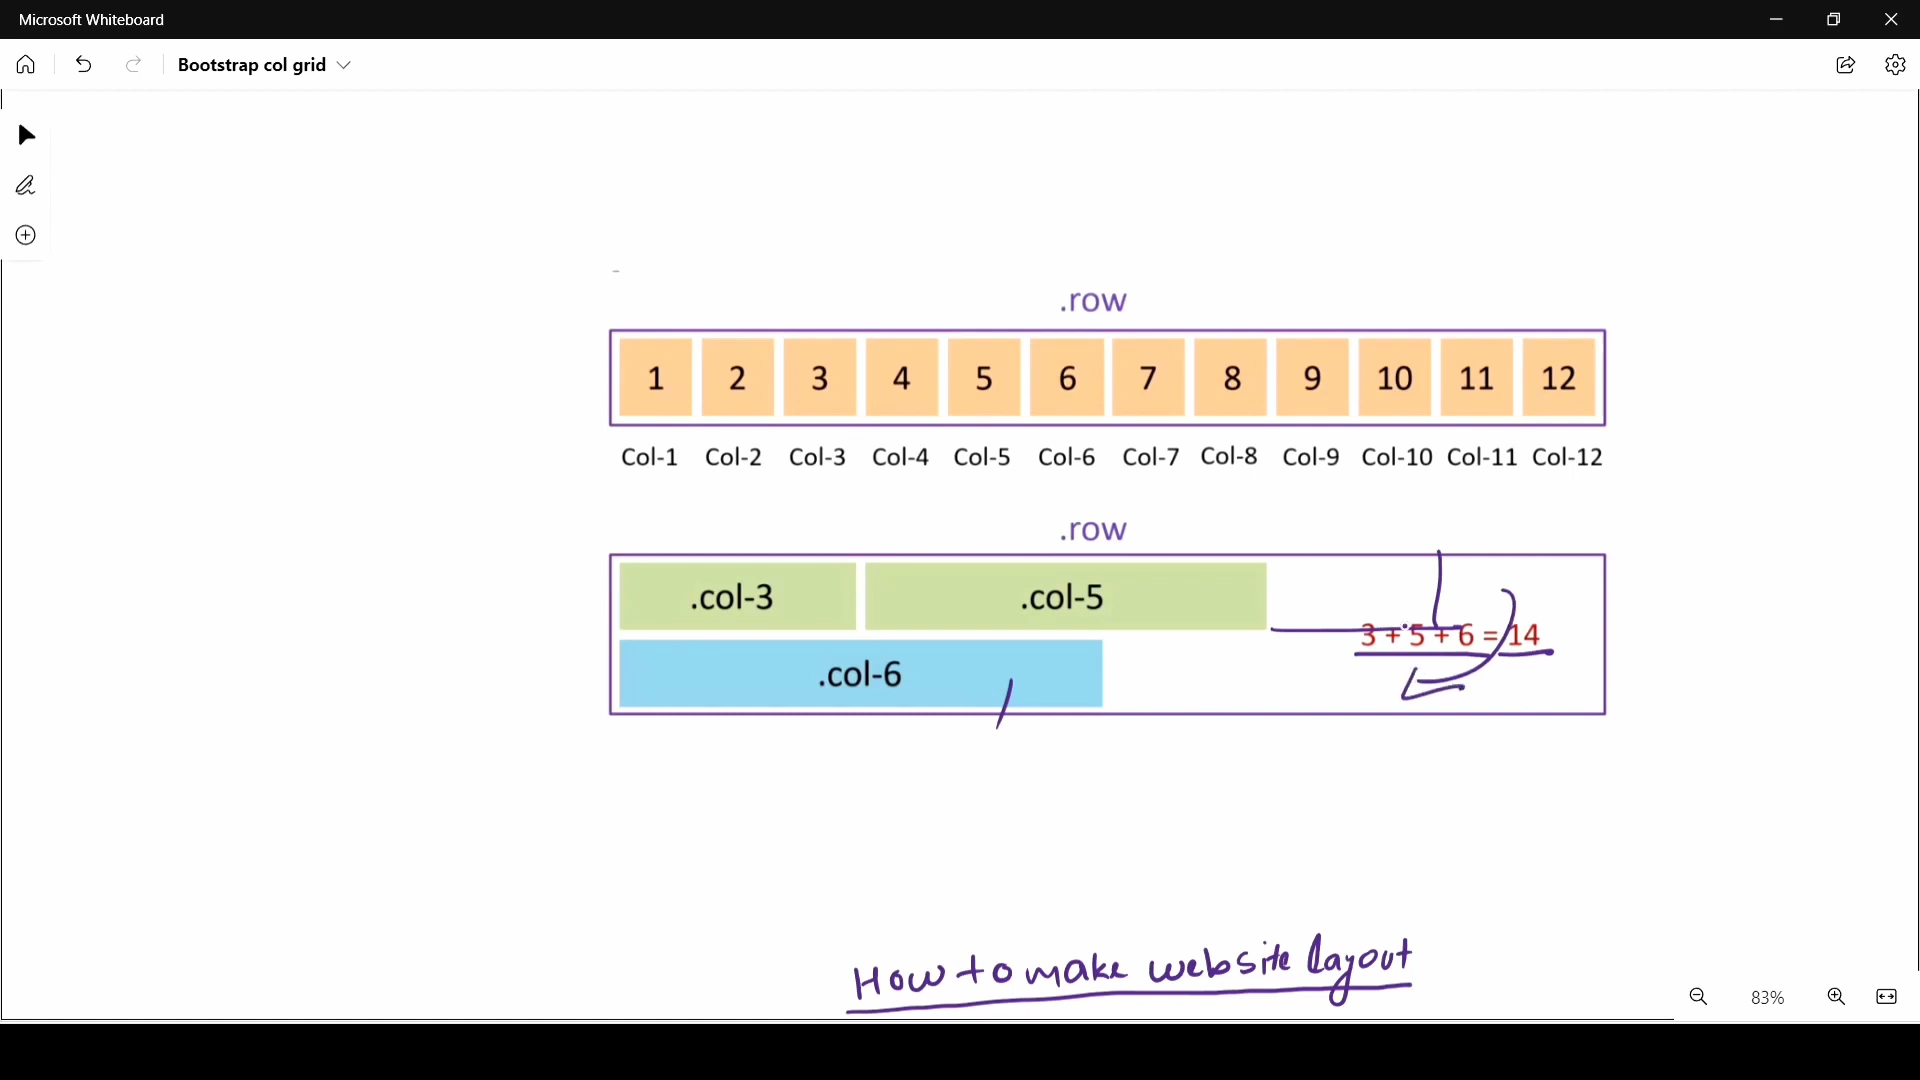 Microsoft Whiteboard
Bootstrap col grid
.row
1 2 3 4 5 6 7 8 9 10 11 12
Col-1 Col-2 Col-3 Col-4 Col-5 Col-6 Col-7 Col-8 Col-9 Col-10 Col-11 Col-12
.row
.col-3 .col-5
3 + 5 + 6 = 14
.col-6
How to make website layout
83%